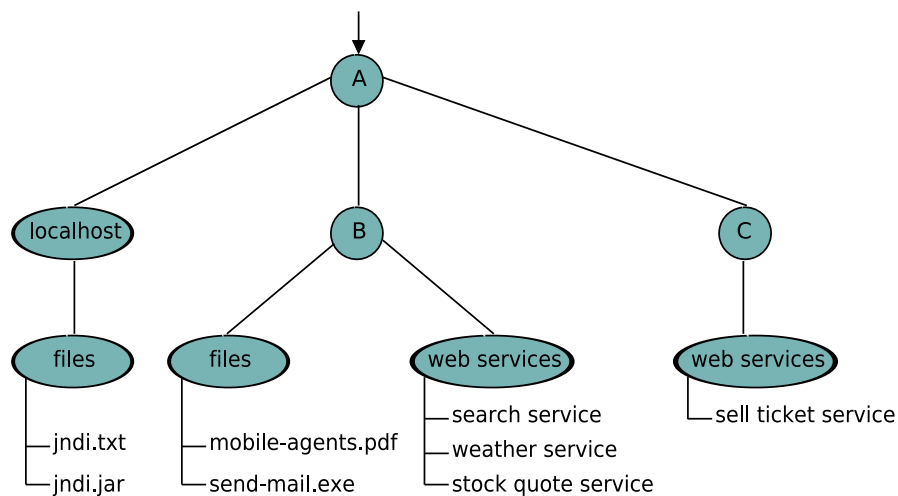 A
localhost
B
C
files
files
web services
web services
jndi.txt
jndi.jar
mobile-agents.pdf
send-mail.exe
search service
weather service
stock quote service
sell ticket service